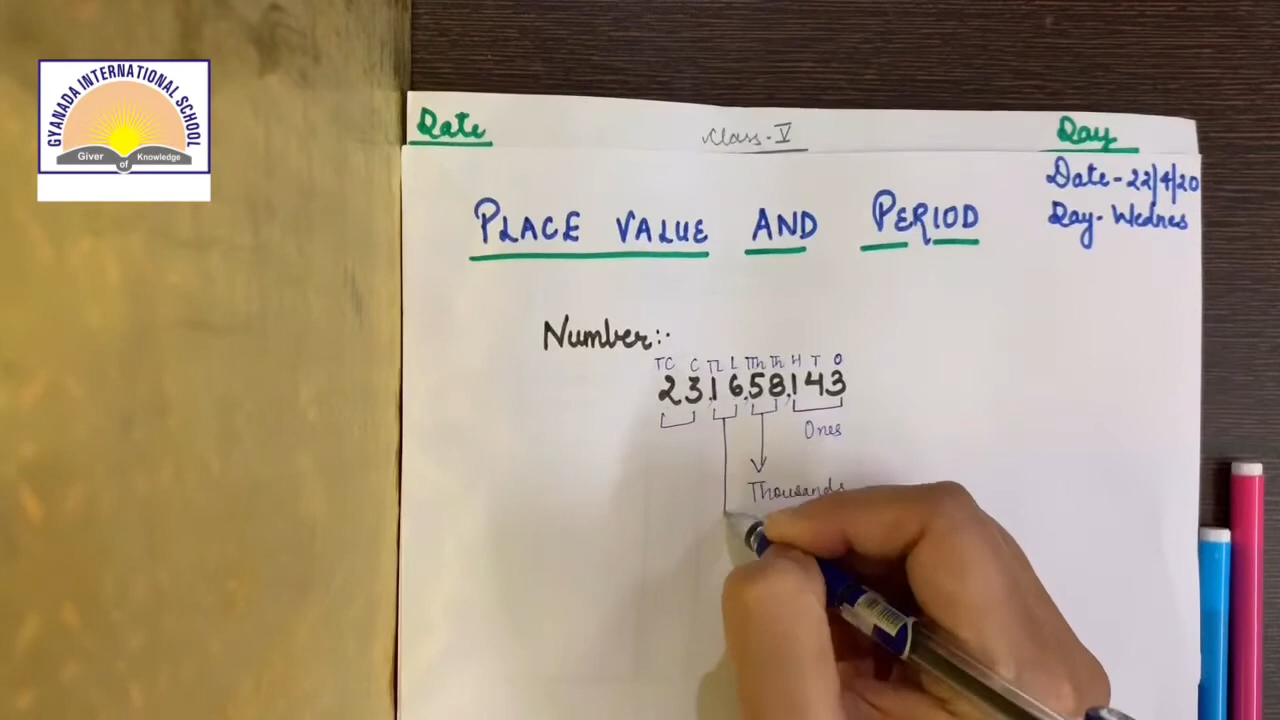 GYANADA INTERNATIONAL SCHOOL
Giver of Knowledge
Date
Class-V
Day
Date-22/4/20
Day-Wednes
PLACE VALUE AND PERIOD
Number:-
TC C TL L TTh Th H T O
23,16,58,143
Ones
Thousands